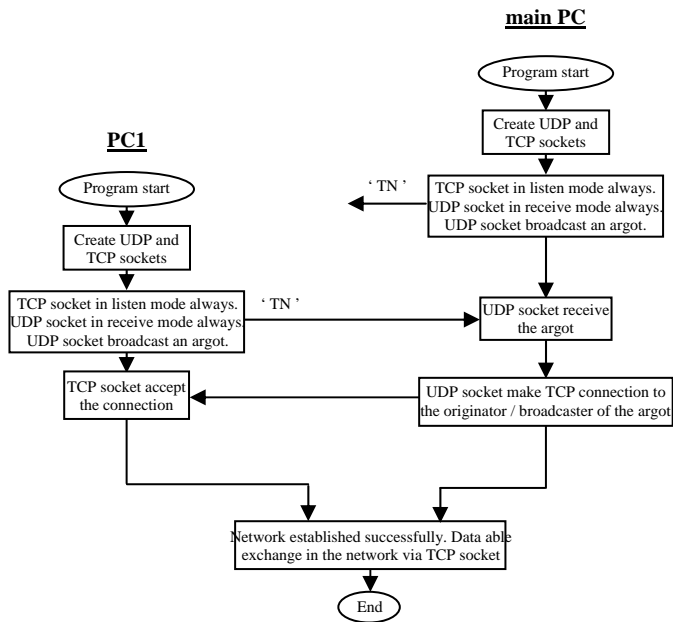 main PC
Program start
Create UDP and
TCP sockets
PC1
‘ TN ’
TCP socket in listen mode always.
UDP socket in receive mode always.
UDP socket broadcast an argot.
Program start
Create UDP and
TCP sockets
TCP socket in listen mode always.
UDP socket in receive mode always.
UDP socket broadcast an argot.
‘ TN ’
UDP socket receive
the argot
TCP socket accept
the connection
UDP socket make TCP connection to
the originator / broadcaster of the argot
Network established successfully. Data able
exchange in the network via TCP socket
End